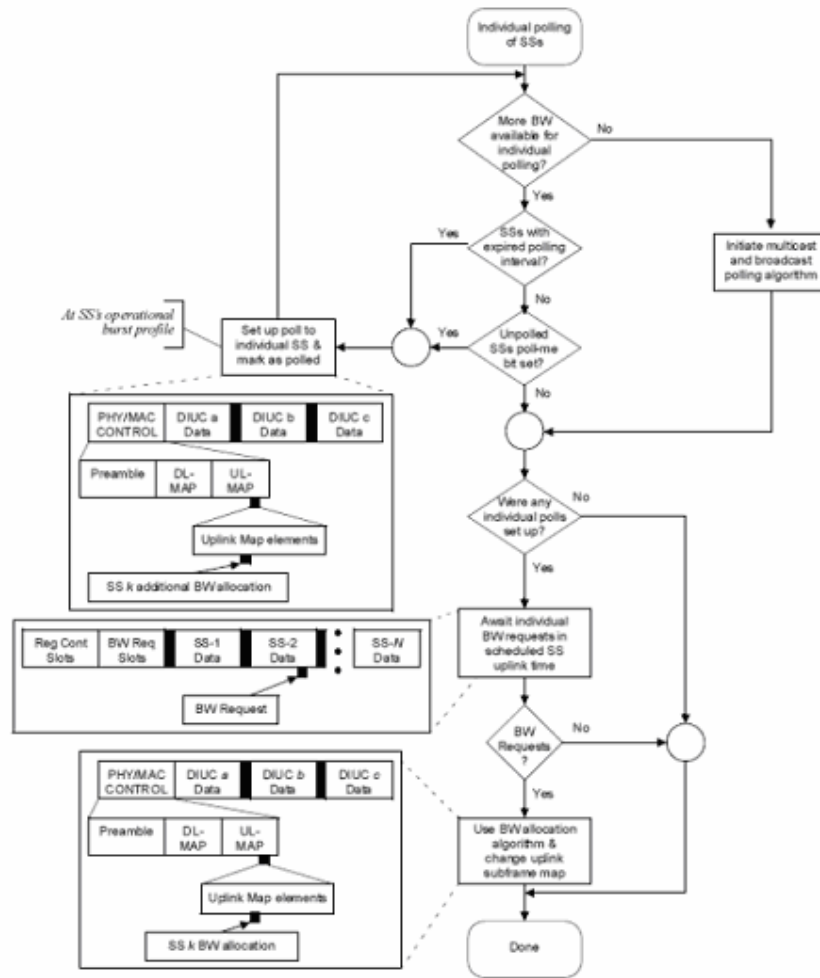 Individual polling
of SSs
More BW
available for
individual
polling?
No
Yes
SSs with
expired polling
interval?
Yes
No
Initiate multicast
and broadcast
polling algorithm
At SS's operational
burst profile
Set up poll to
individual SS &
mark as polled
Yes
Unpolled
SSs poll-me
bit set?
No
PHY/MAC
CONTROL
DIUC a
Data
DIUC b
Data
DIUC c
Data
Preamble
DL-
MAP
UL-
MAP
Uplink Map elements
SS k additional BW allocation
Were any
individual polls
set up?
No
Yes
Reg Cont
Slots
BW Req
Slots
SS-1
Data
SS-2
Data
SS-N
Data
BW Request
Await individual
BW requests in
scheduled SS
uplink time
BW
Requests
?
No
Yes
PHY/MAC
CONTROL
DIUC a
Data
DIUC b
Data
DIUC c
Data
Preamble
DL-
MAP
UL-
MAP
Uplink Map elements
SS k BW allocation
Use BW allocation
algorithm &
change uplink
subframe map
Done